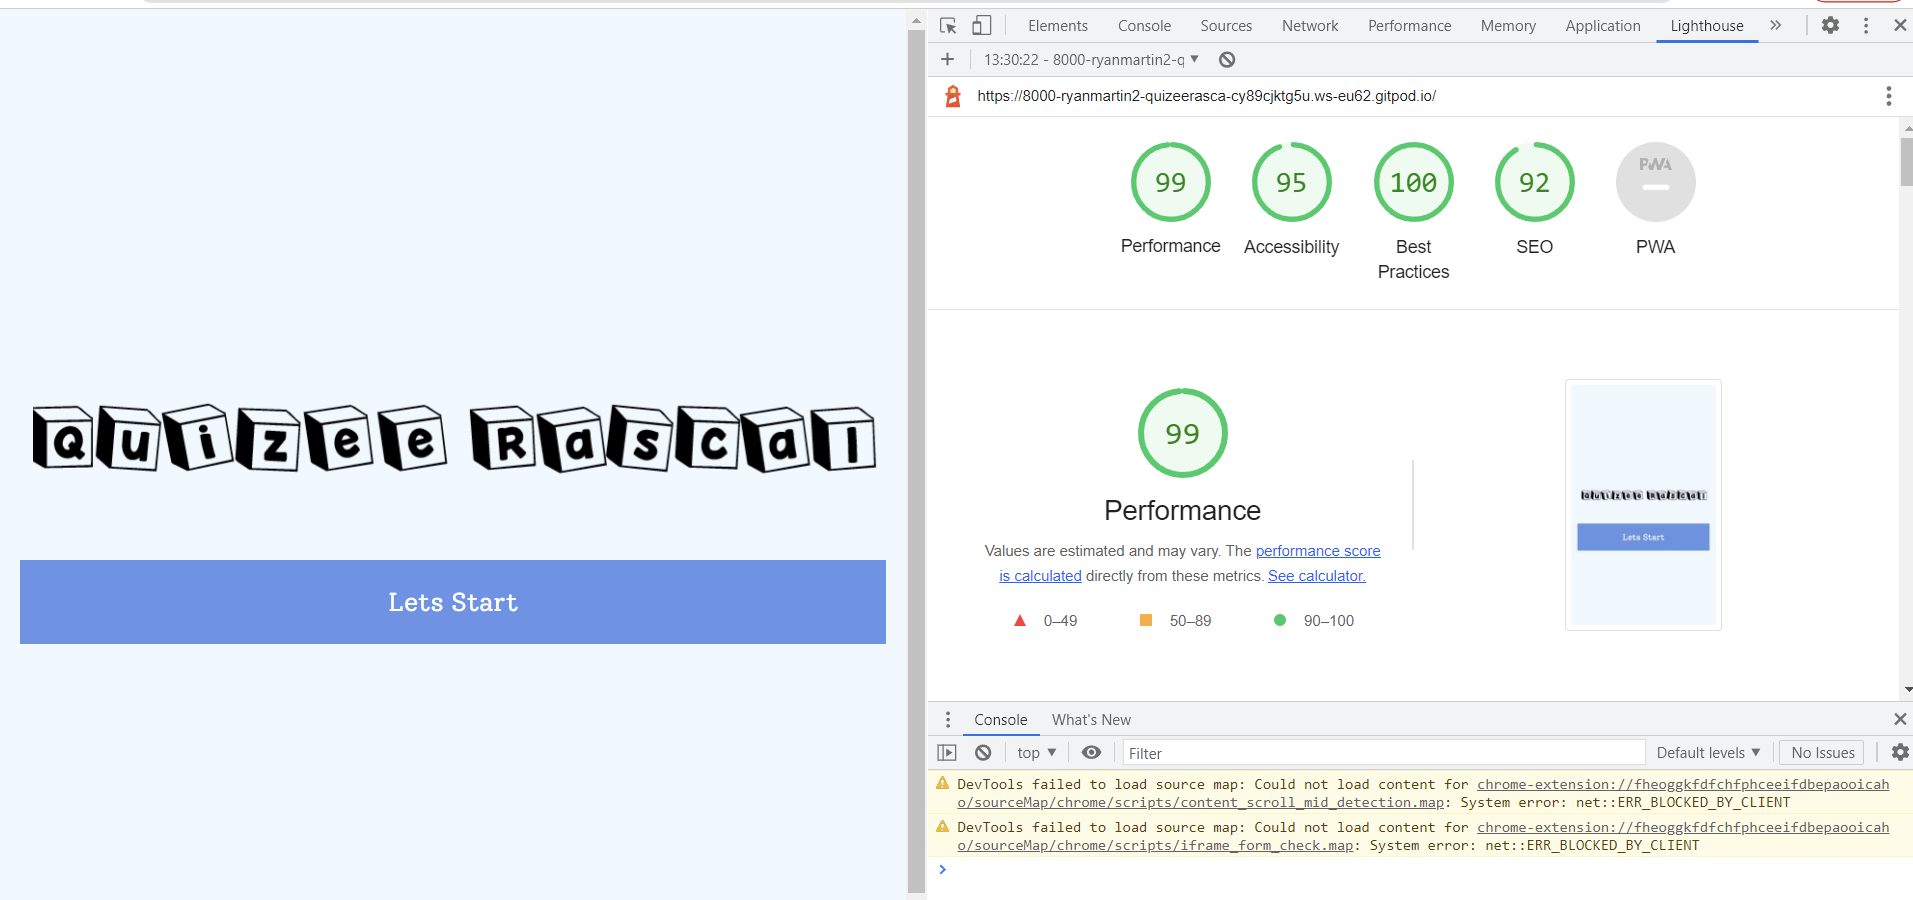 Quizee Rascal
Lets Start
Elements Console Sources Network Performance Memory Application Lighthouse »
13:30:22 - 8000-ryanmartin2-q
https://8000-ryanmartin2-quizeerasca-cy89cjktg5u.ws-eu62.gitpod.io/
99 95 100 92 PWA
Performance Accessibility Best Practices SEO PWA
99
Performance
Values are estimated and may vary. The performance score
is calculated directly from these metrics. See calculator.
0–49 50–89 90–100
Quizee Rascal
Lets Start
Console What's New
top Filter Default levels No Issues
DevTools failed to load source map: Could not load content for chrome-extension://fheoggkfdfchfphceeifdbepaooicah
o/sourceMap/chrome/scripts/content_scroll_mid_detection.map: System error: net::ERR_BLOCKED_BY_CLIENT
DevTools failed to load source map: Could not load content for chrome-extension://fheoggkfdfchfphceeifdbepaooicah
o/sourceMap/chrome/scripts/iframe_form_check.map: System error: net::ERR_BLOCKED_BY_CLIENT